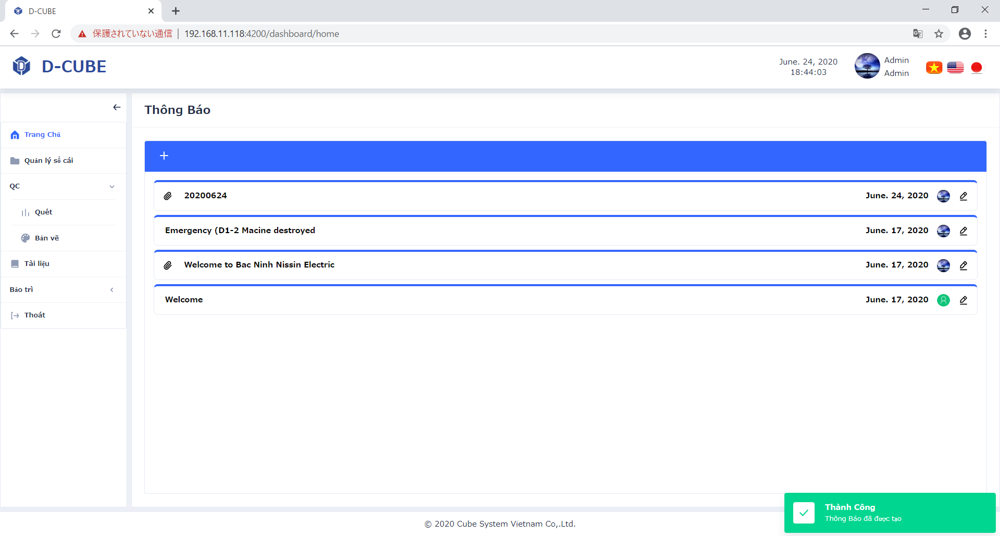 D-CUBE
保護されていない通信
192.168.11.118:4200/dashboard/home
D-CUBE
June. 24, 2020
18:44:03
Admin
Admin
Thông Báo
Trang Chủ
Quản lý sổ cái
QC
Quét
Bản vẽ
Tài liệu
Bảo trì
Thoát
20200624 June. 24, 2020
Emergency (D1-2 Macine destroyed June. 17, 2020
Welcome to Bac Ninh Nissin Electric June. 17, 2020
Welcome June. 17, 2020
Thành Công
Thông Báo đã được tạo
© 2020 Cube System Vietnam Co,.Ltd.